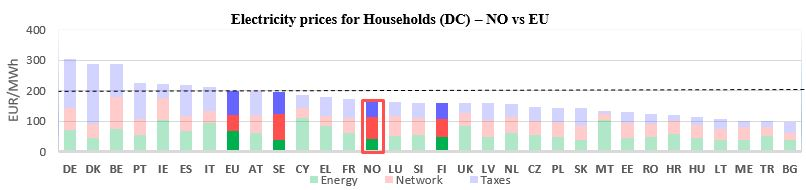 Electricity prices for Households (DC) – NO vs EU
EUR/MWh
400
300
200
100
0
DE DK BE PT IE ES IT EU AT SE CY EL FR NO LU SI FI UK LV NL CZ PL SK MT EE RO HR HU LT ME TR BG
Energy Network Taxes